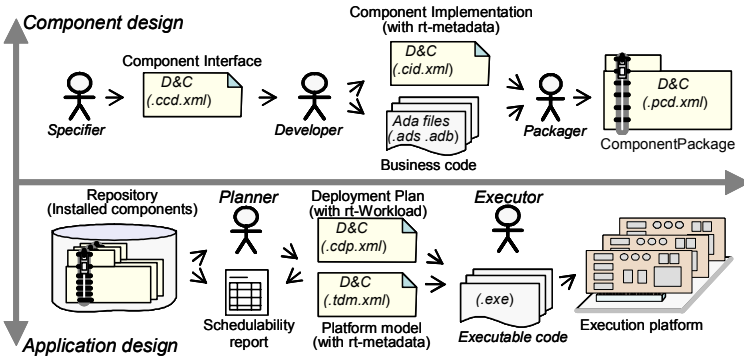 Component design
Component Implementation
(with rt-metadata)
Component Interface
D&C
(.ccd.xml)
D&C
(.cid.xml)
D&C
(.pcd.xml)
Specifier
Developer
Ada files
(.ads .adb)
Packager
Business code
ComponentPackage
Repository
(Installed components)
Planner
Deployment Plan
(with rt-Workload)
Executor
D&C
(.cdp.xml)
D&C
(.tdm.xml)
(.exe)
Schedulability
report
Platform model
(with rt-metadata)
Executable code
Execution platform
Application design